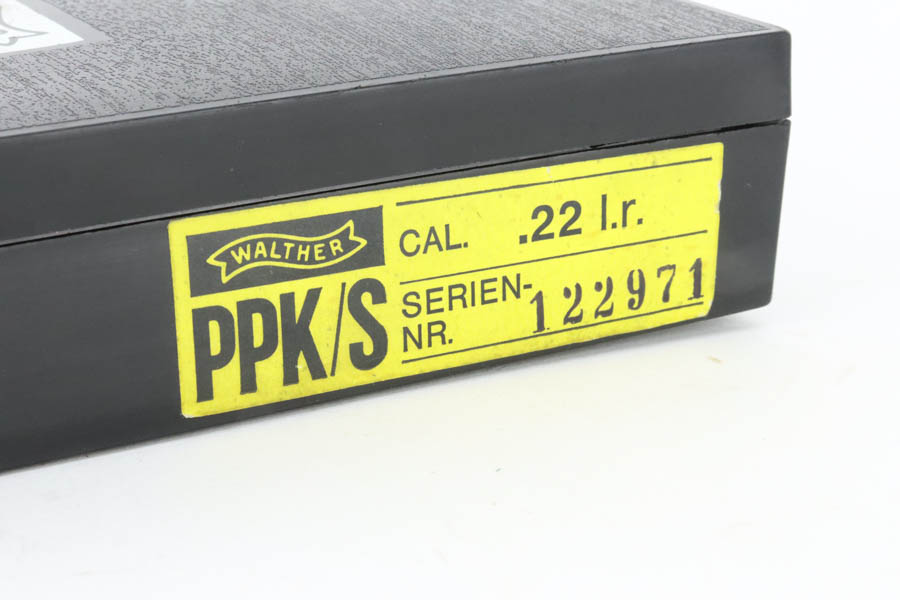 WALTHER
PPK/S
CAL. .22 l.r.
SERIEN-
NR. 122971